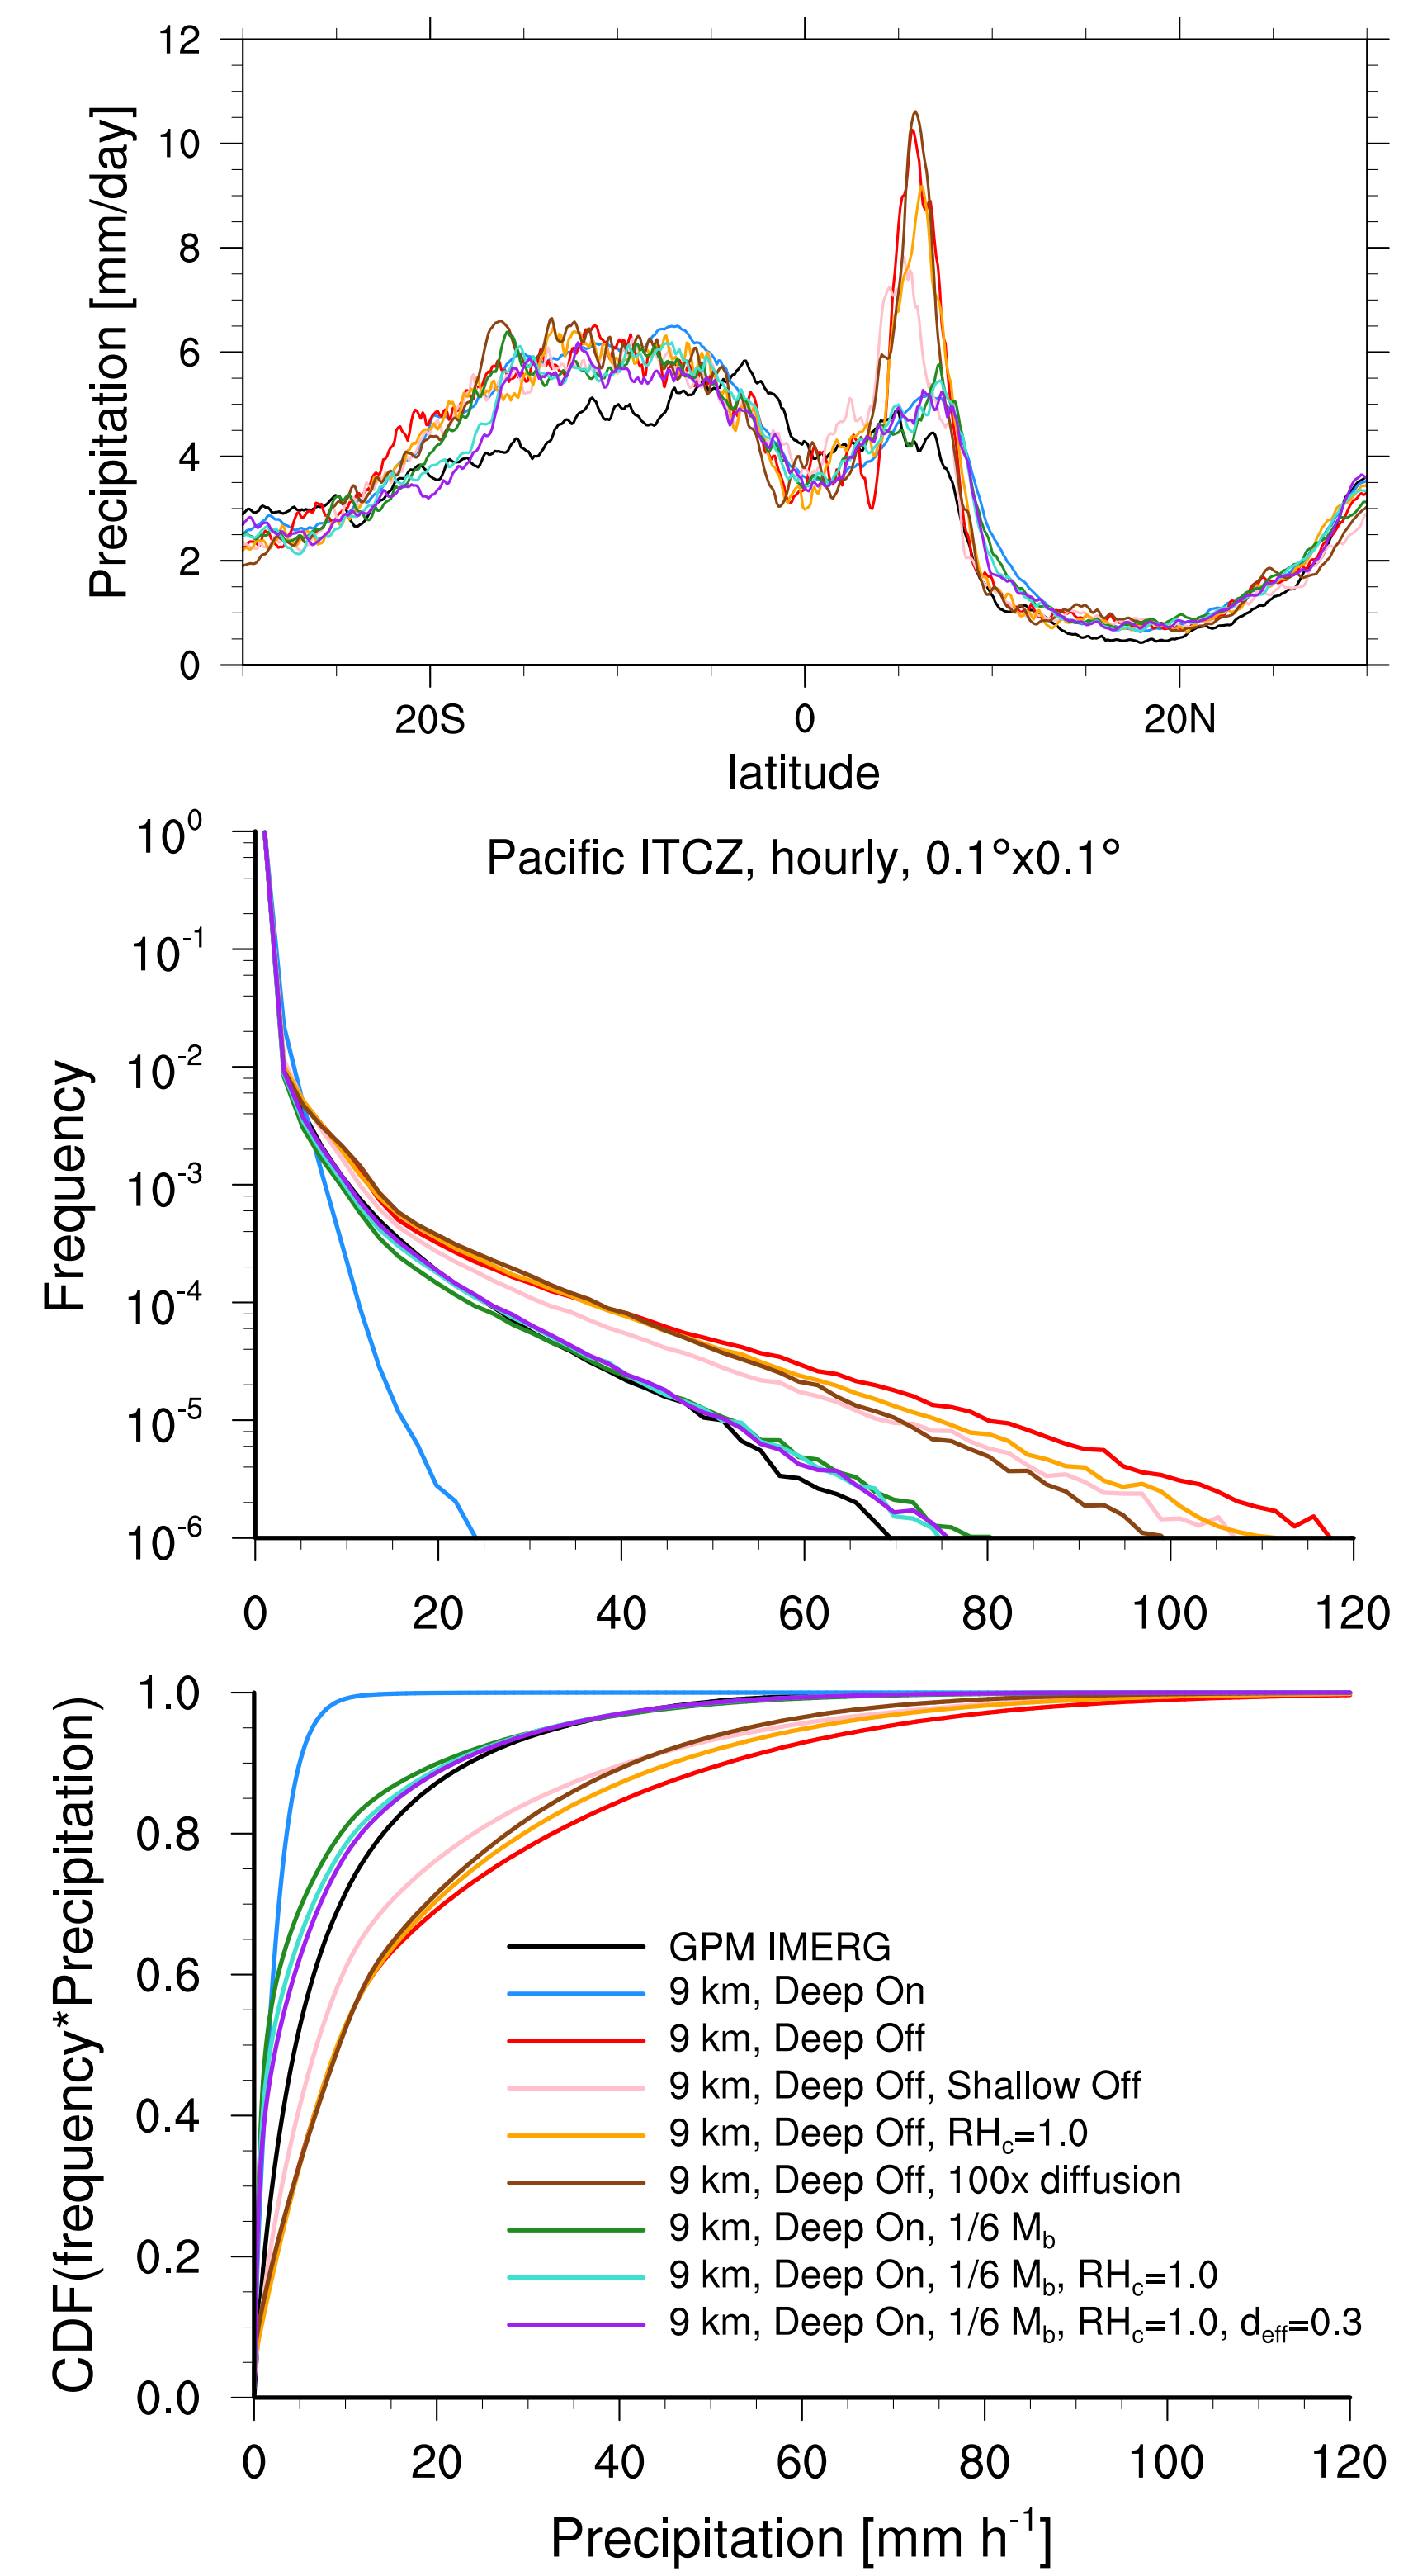 12
10
8
6
4
2
0
Precipitation [mm/day]
20S 0 20N
latitude
Pacific ITCZ, hourly, 0.1°x0.1°
10⁰
10⁻¹
10⁻²
10⁻³
10⁻⁴
10⁻⁵
10⁻⁶
Frequency
0 20 40 60 80 100 120
1.0
0.8
0.6
0.4
0.2
0.0
CDF(frequency*Precipitation)
GPM IMERG
9 km, Deep On
9 km, Deep Off
9 km, Deep Off, Shallow Off
9 km, Deep Off, RHc=1.0
9 km, Deep Off, 100x diffusion
9 km, Deep On, 1/6 Mb
9 km, Deep On, 1/6 Mb, RHc=1.0
9 km, Deep On, 1/6 Mb, RHc=1.0, deff=0.3
0 20 40 60 80 100 120
Precipitation [mm h⁻¹]